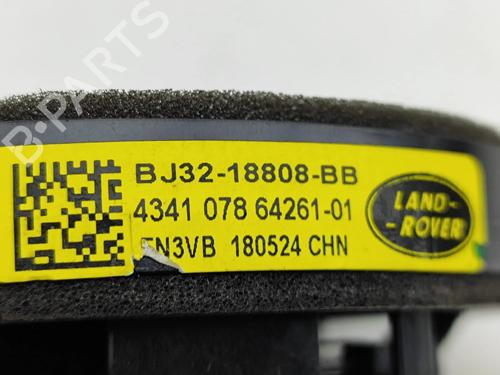 B-PARTS
BJ32-18808-BB
4341 078 64261-01
EN3VB 180524 CHN
LAND-
-ROVER